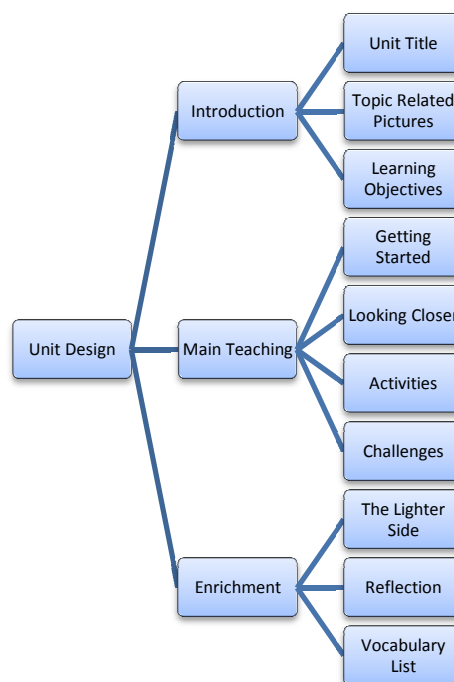 Unit Design
Introduction
Unit Title
Topic Related
Pictures
Learning
Objectives
Main Teaching
Getting
Started
Looking Closer
Activities
Challenges
Enrichment
The Lighter
Side
Reflection
Vocabulary
List